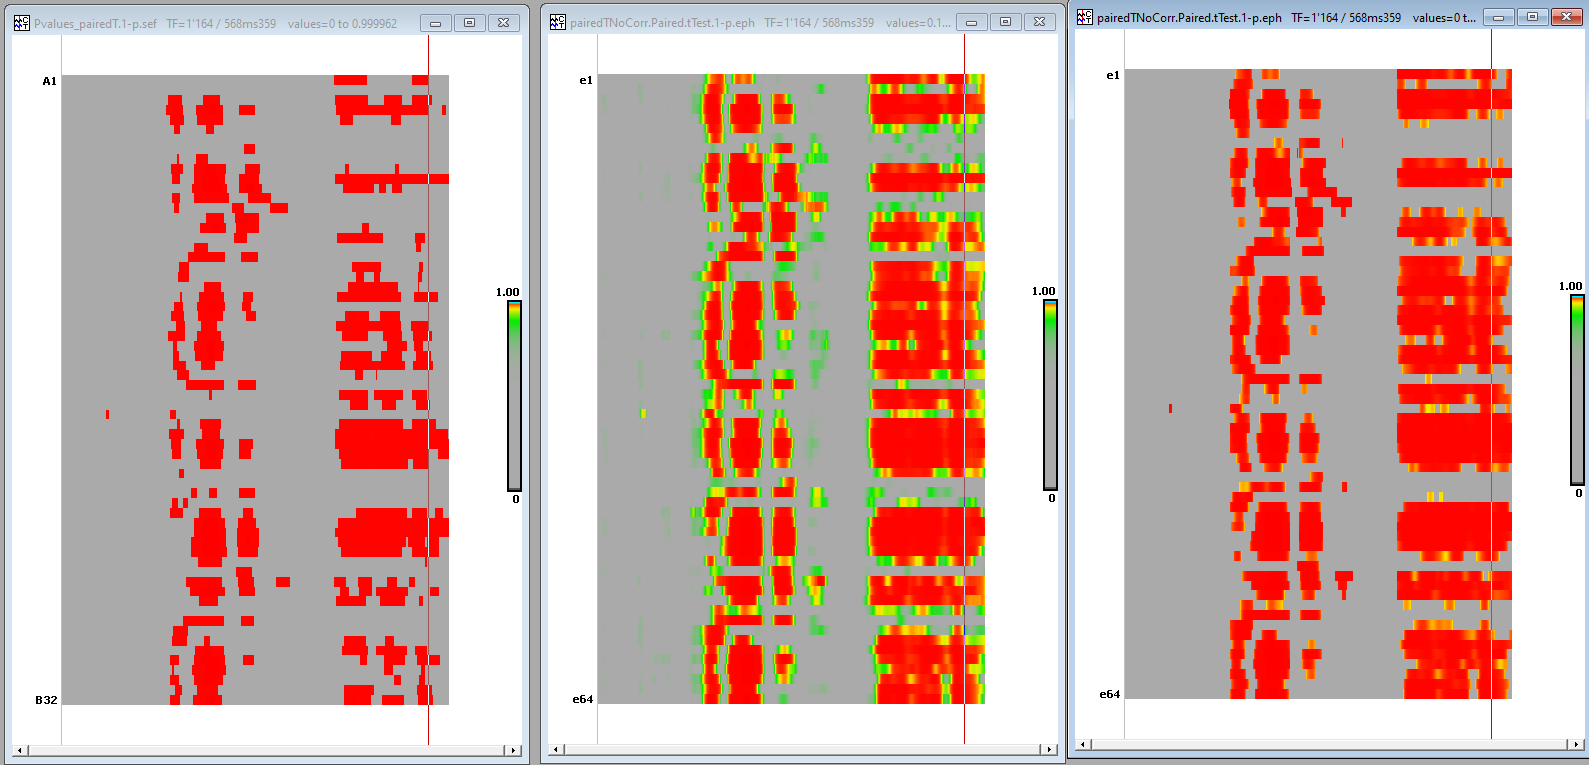 Pvalues_pairedT.1-p.sef TF=1'164 / 568ms359 values=0 to 0.999962
A1
B32
1.00
0
pairedTNoCorr.Paired.tTest.1-p.eph TF=1'164 / 568ms359 values=0.1...
e1
e64
1.00
0
pairedTNoCorr.Paired.tTest.1-p.eph TF=1'164 / 568ms359 values=0 t...
e1
e64
1.00
0